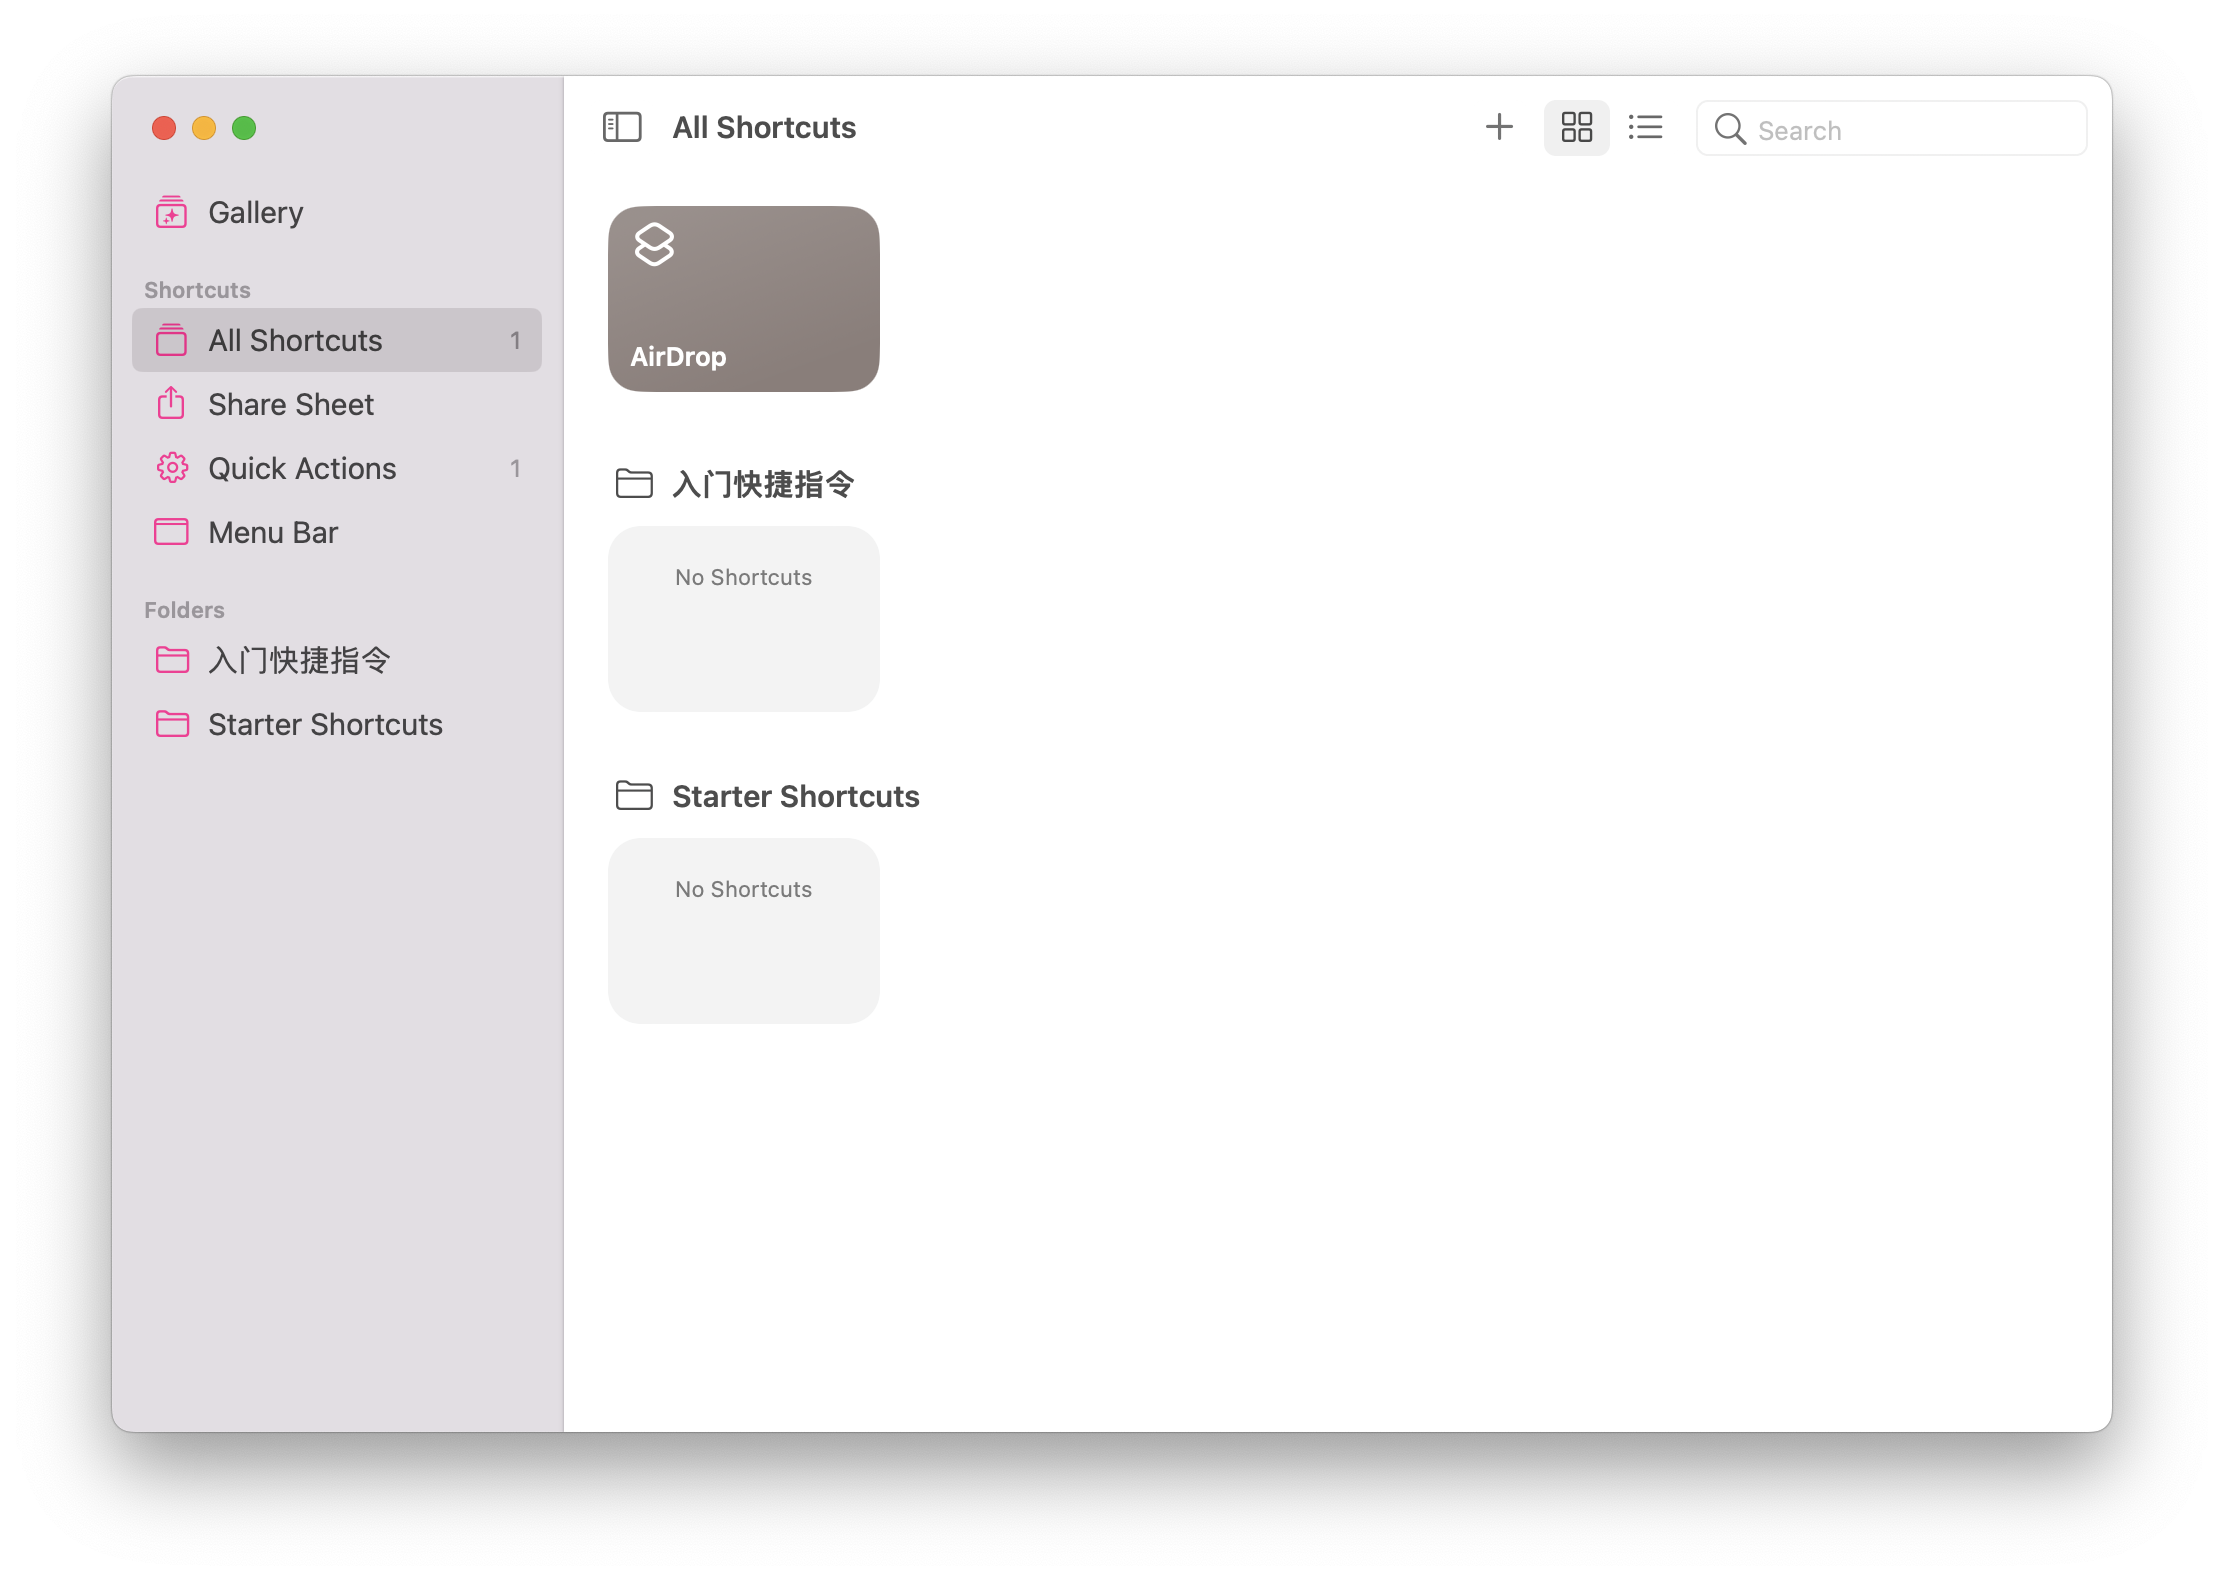 Gallery
Shortcuts
All Shortcuts 1
Share Sheet
Quick Actions 1
Menu Bar
Folders
入门快捷指令
Starter Shortcuts
All Shortcuts
Search
AirDrop
入门快捷指令
No Shortcuts
Starter Shortcuts
No Shortcuts